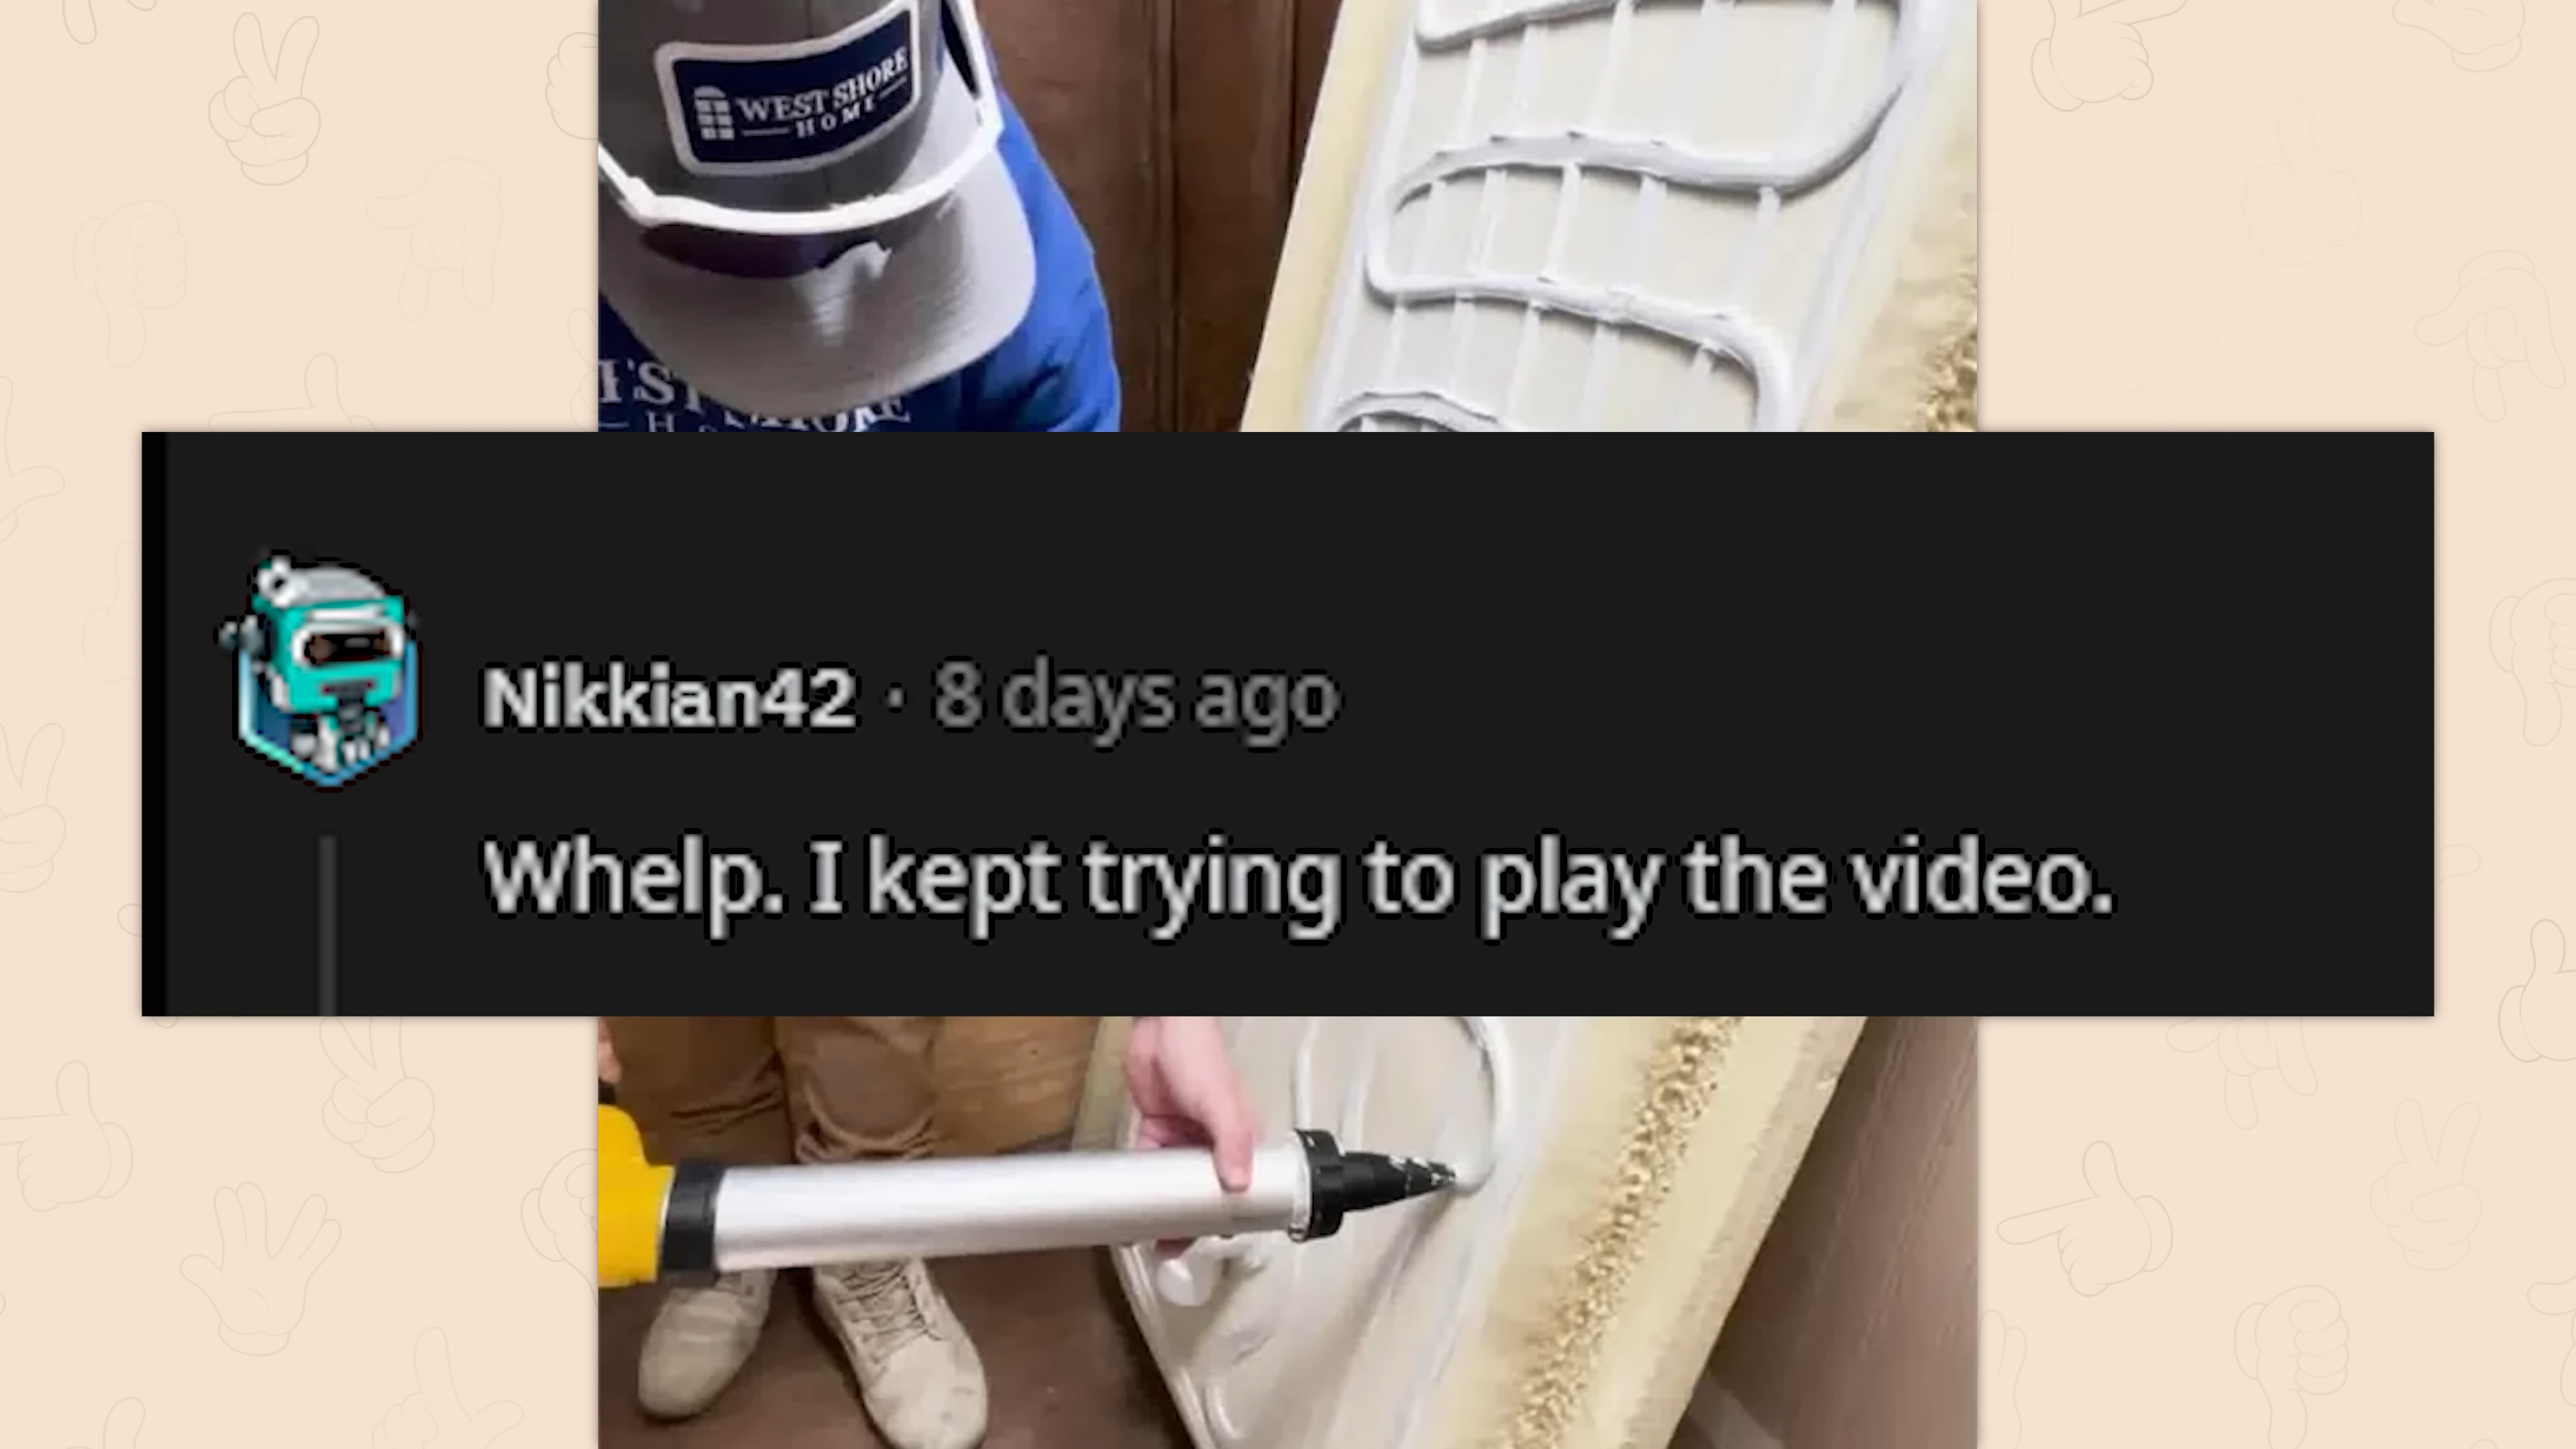 WEST SHORE
HOME
Nikkian42 · 8 days ago
Whelp. I kept trying to play the video.